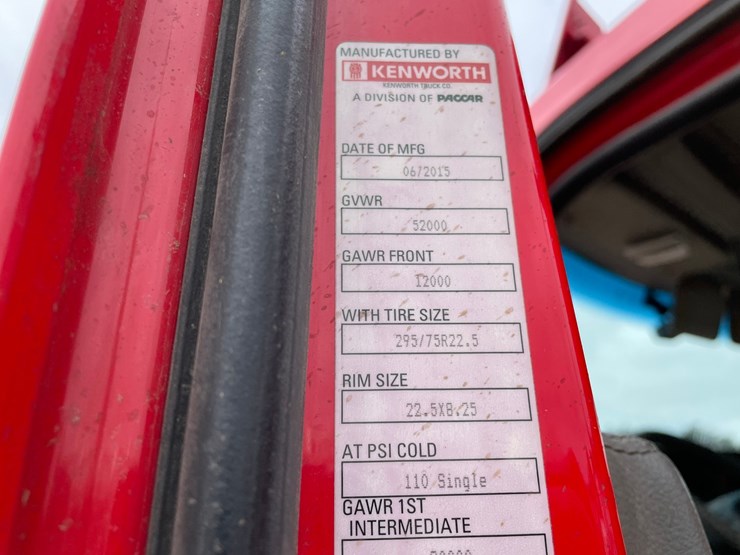 MANUFACTURED BY
KENWORTH
KENWORTH TRUCK CO.
A DIVISION OF PACCAR
DATE OF MFG
06/2015
GVWR
52000
GAWR FRONT
12000
WITH TIRE SIZE
295/75R22.5
RIM SIZE
22.5X8.25
AT PSI COLD
110 Single
GAWR 1ST
INTERMEDIATE